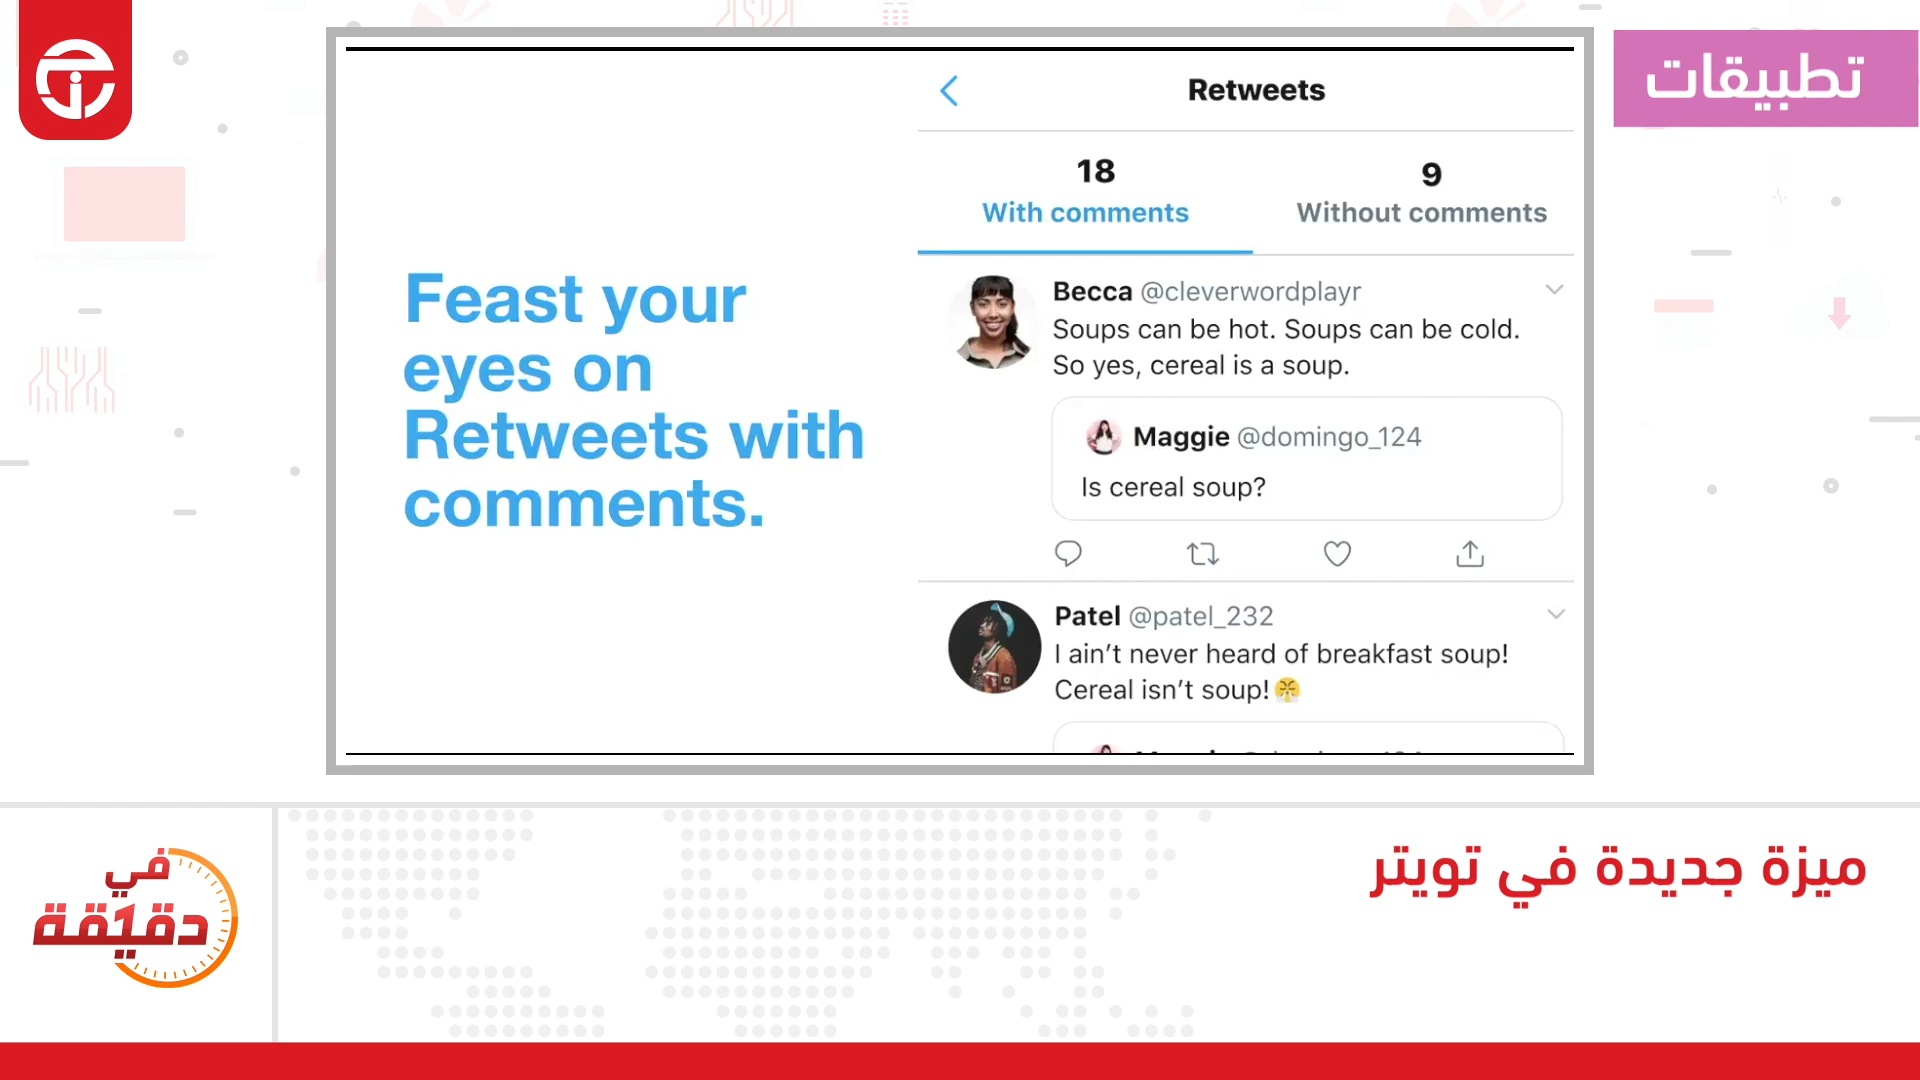 تطبيقات
Feast your
eyes on
Retweets with
comments.
Retweets
18
With comments
9
Without comments
Becca @cleverwordplayr
Soups can be hot. Soups can be cold.
So yes, cereal is a soup.
Maggie @domingo_124
Is cereal soup?
Patel @patel_232
I ain’t never heard of breakfast soup!
Cereal isn’t soup!😤
ميزة جديدة في تويتر
في
دقيقة